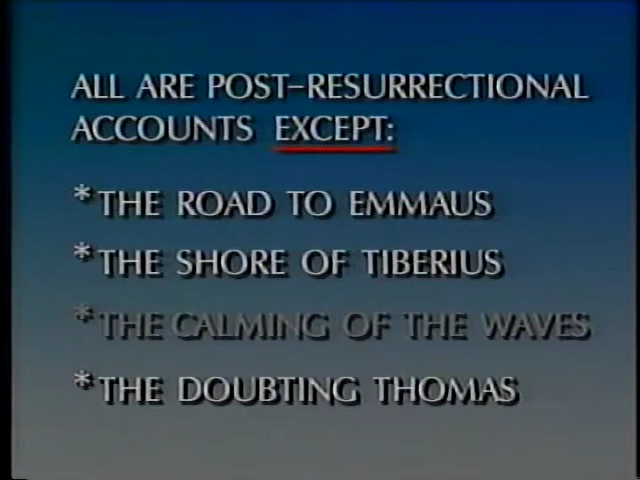 ALL ARE POST-RESURRECTIONAL
ACCOUNTS EXCEPT:
*THE ROAD TO EMMAUS
*THE SHORE OF TIBERIUS
*THE CALMING OF THE WAVES
*THE DOUBTING THOMAS